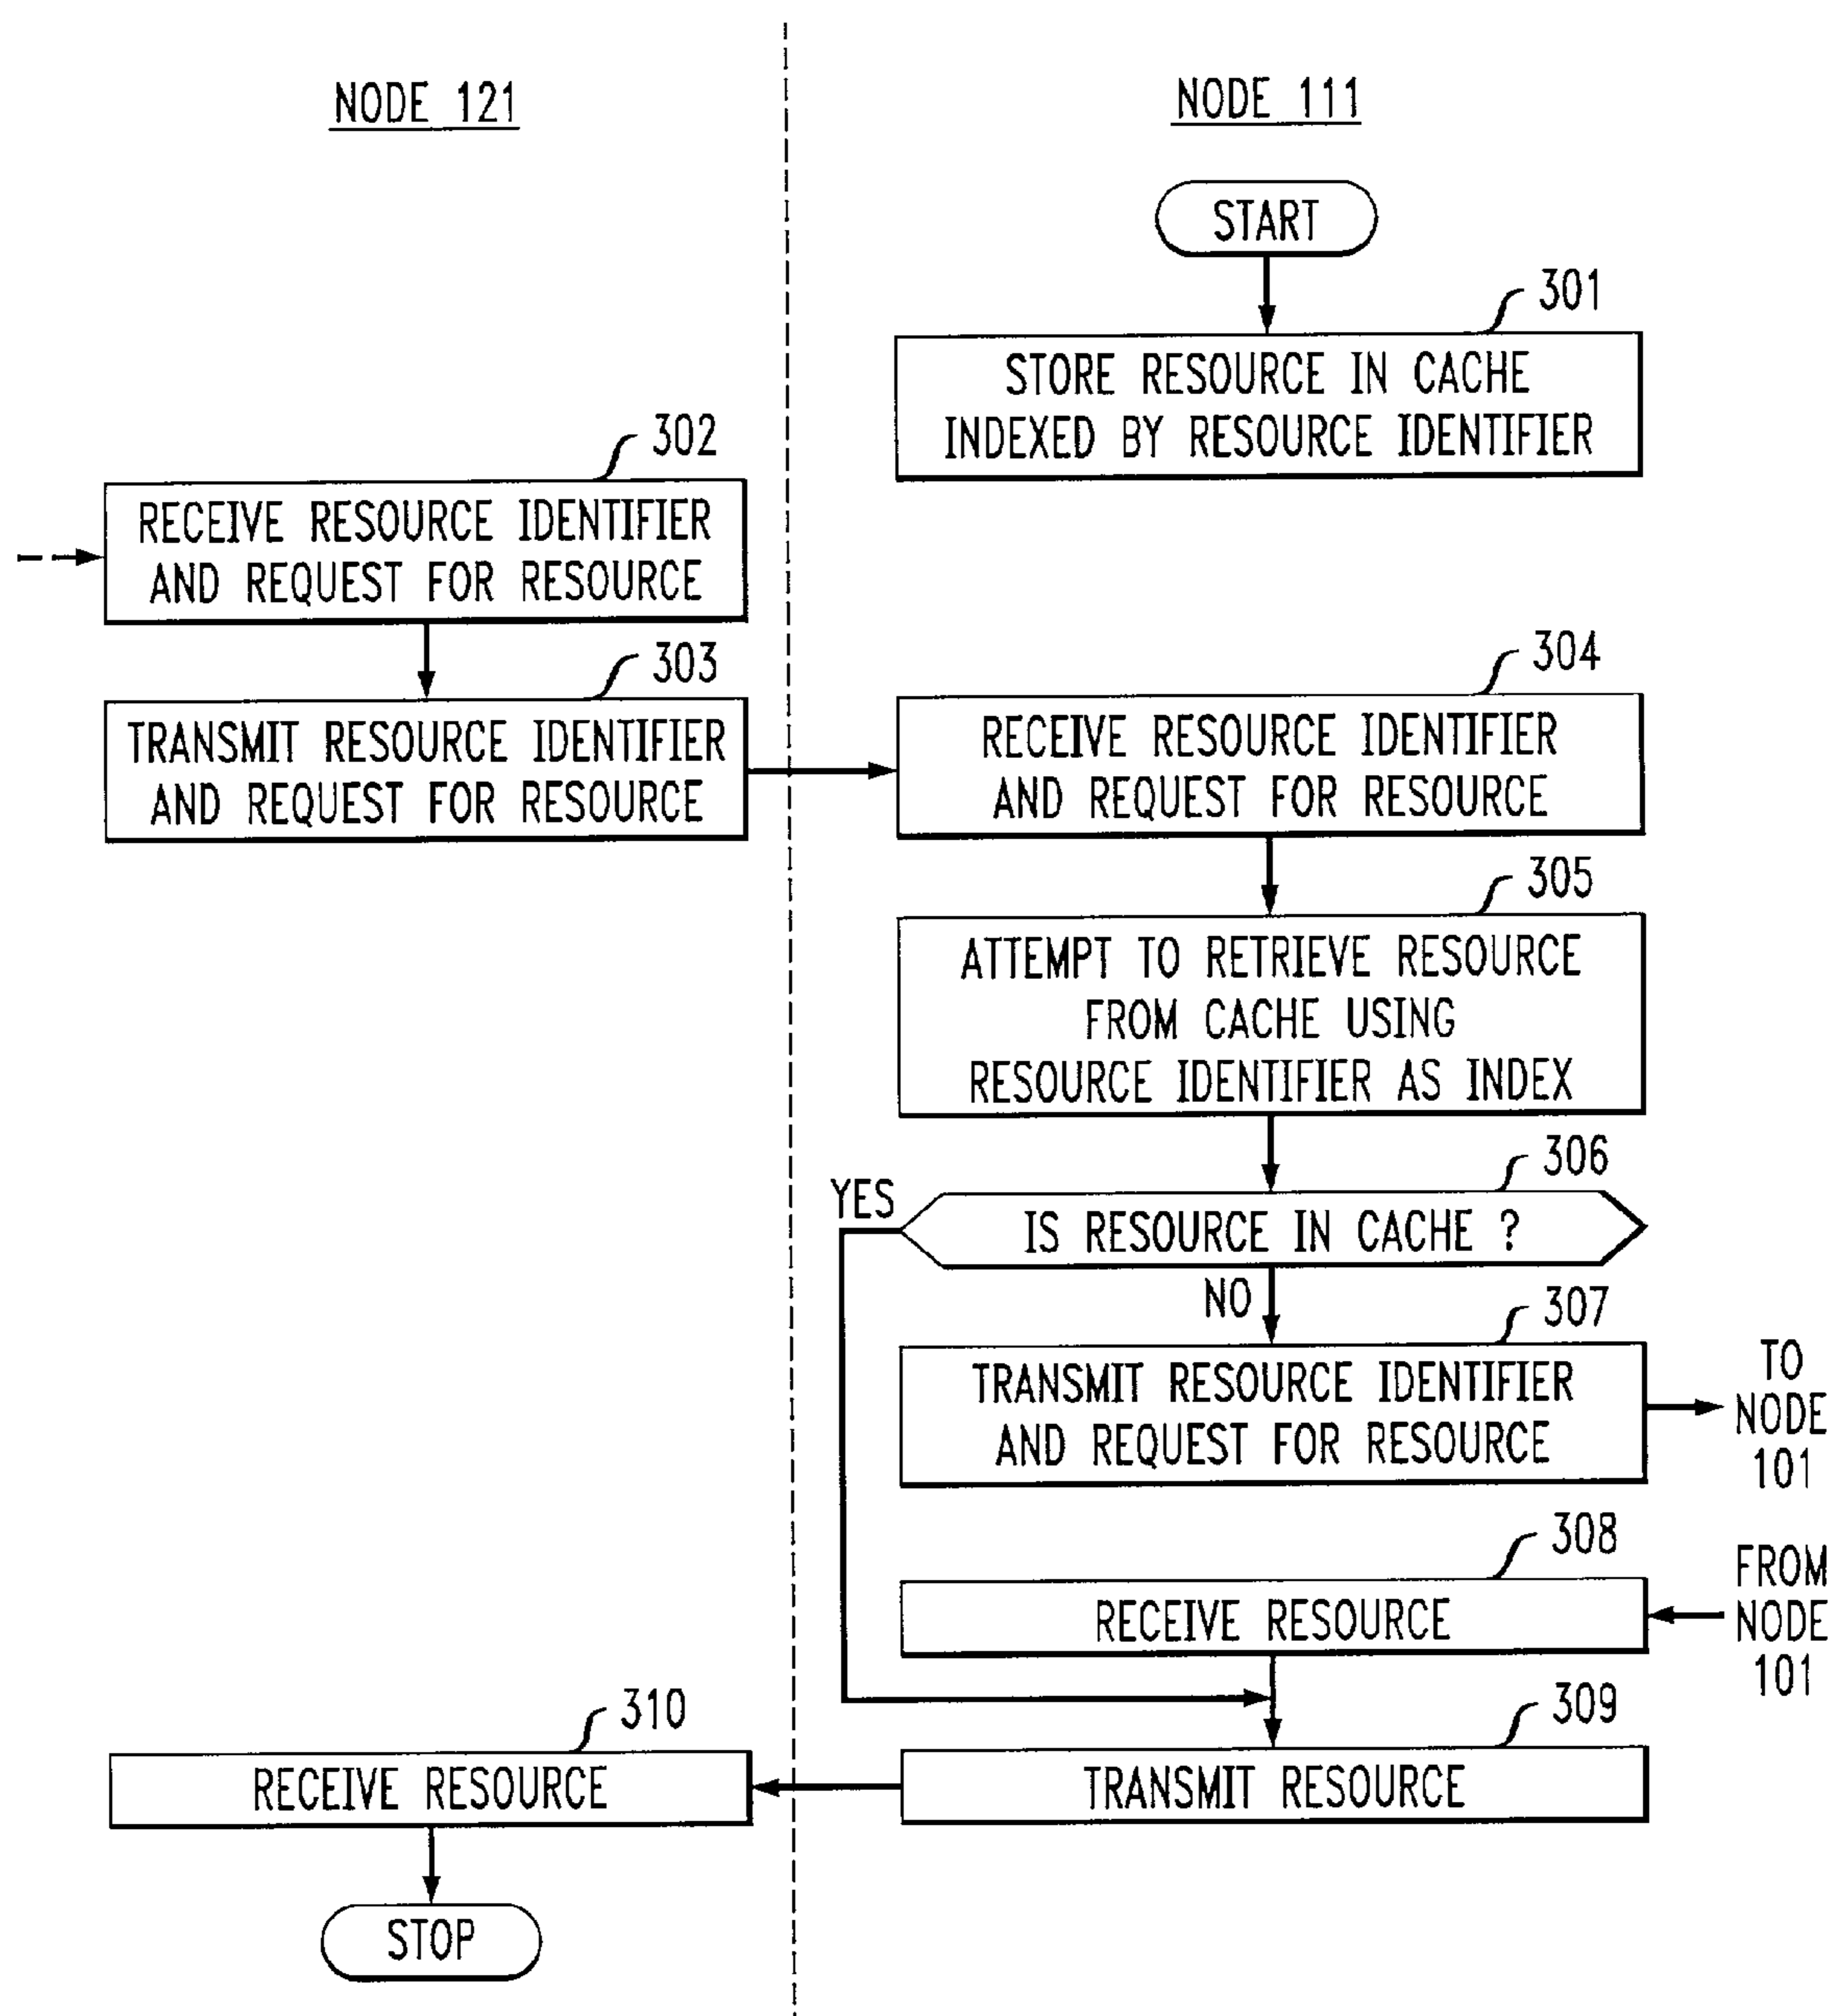 NODE 121
NODE 111
START
301
STORE RESOURCE IN CACHE
INDEXED BY RESOURCE IDENTIFIER
302
RECEIVE RESOURCE IDENTIFIER
AND REQUEST FOR RESOURCE
303
TRANSMIT RESOURCE IDENTIFIER
AND REQUEST FOR RESOURCE
304
RECEIVE RESOURCE IDENTIFIER
AND REQUEST FOR RESOURCE
305
ATTEMPT TO RETRIEVE RESOURCE
FROM CACHE USING
RESOURCE IDENTIFIER AS INDEX
306
YES
IS RESOURCE IN CACHE ?
NO
307
TRANSMIT RESOURCE IDENTIFIER
AND REQUEST FOR RESOURCE
TO
NODE
101
308
RECEIVE RESOURCE
FROM
NODE
101
309
TRANSMIT RESOURCE
310
RECEIVE RESOURCE
STOP